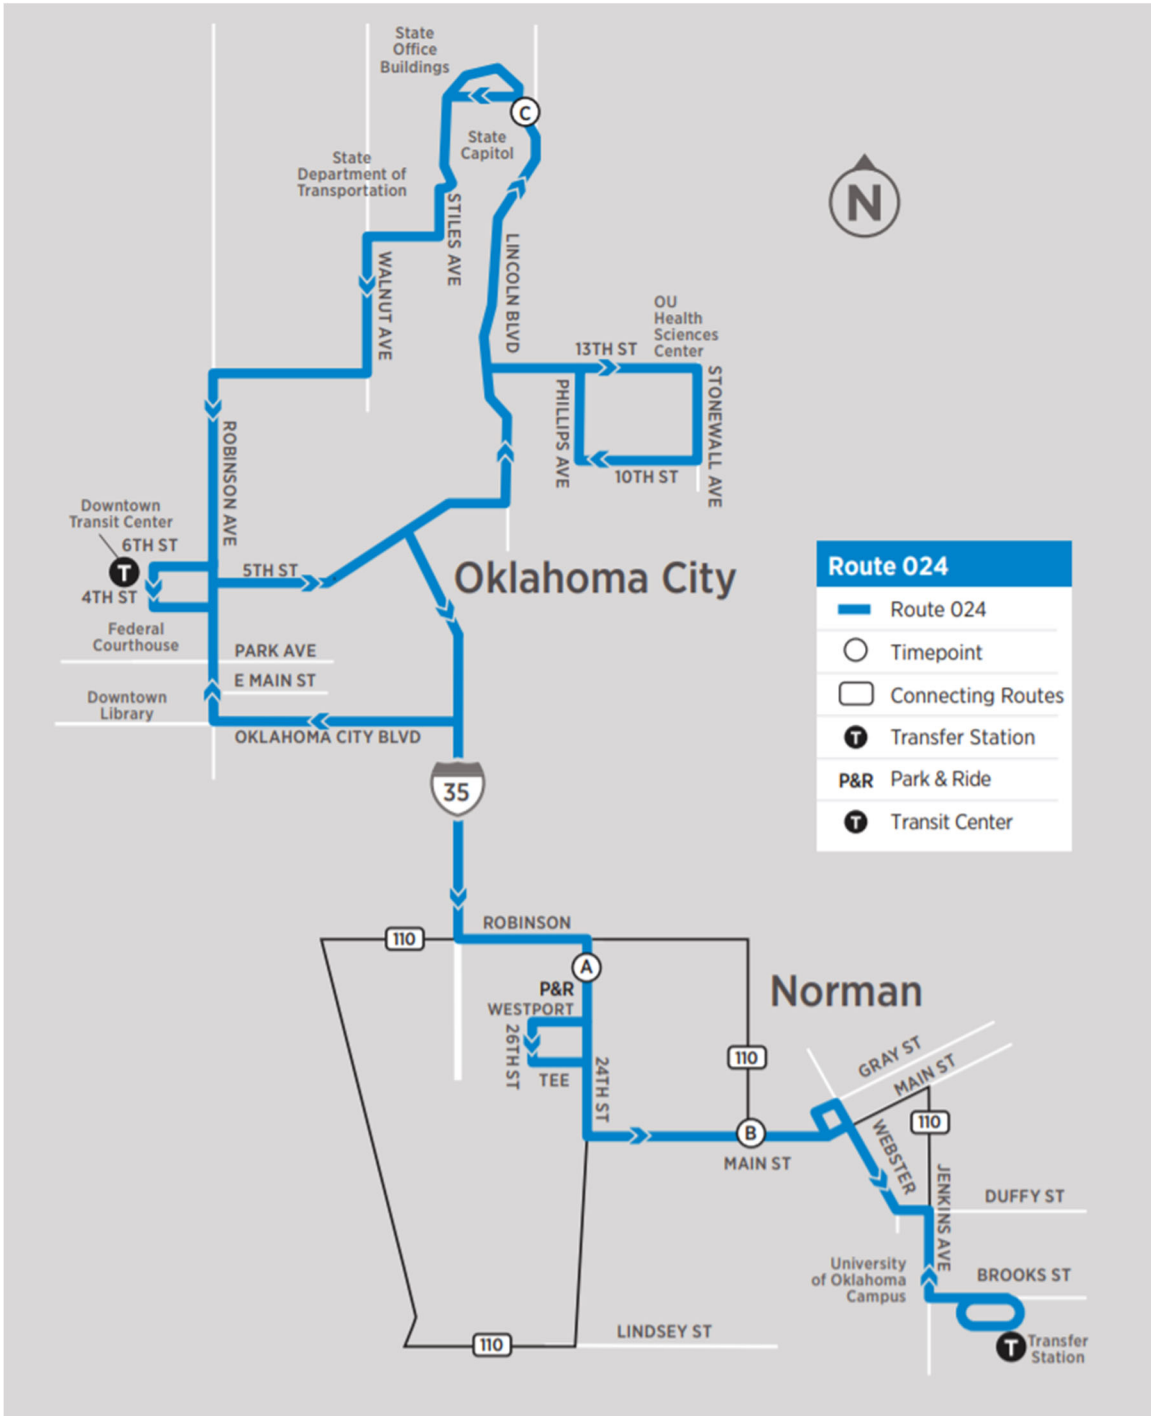 State
Office
Buildings
C
State
Capitol
State
Department of
Transportation
N
STILES AVE
LINCOLN BLVD
WALNUT AVE
OU
Health
Sciences
Center
13TH ST
PHILLIPS AVE
STONEWALL AVE
10TH ST
ROBINSON AVE
Downtown
Transit Center
6TH ST
T
4TH ST
5TH ST
Oklahoma City
Federal
Courthouse
PARK AVE
E MAIN ST
Downtown
Library
OKLAHOMA CITY BLVD
35
Route 024
Route 024
Timepoint
Connecting Routes
T Transfer Station
P&R Park & Ride
T Transit Center
ROBINSON
110
A
P&R
WESTPORT
26TH ST
TEE
24TH ST
Norman
110
GRAY ST
MAIN ST
B
MAIN ST
110
WEBSTER
JENKINS AVE
DUFFY ST
University
of Oklahoma
Campus
BROOKS ST
LINDSEY ST
110
T
Transfer
Station